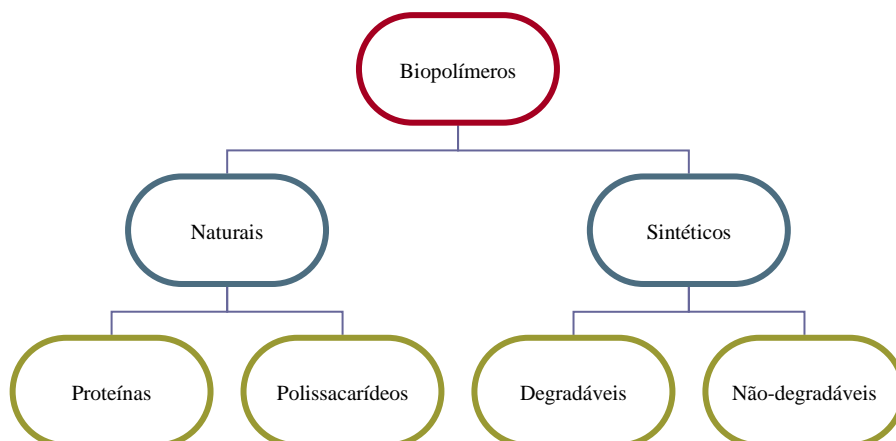 Biopolímeros
Naturais
Sintéticos
Proteínas
Polissacarídeos
Degradáveis
Não-degradáveis